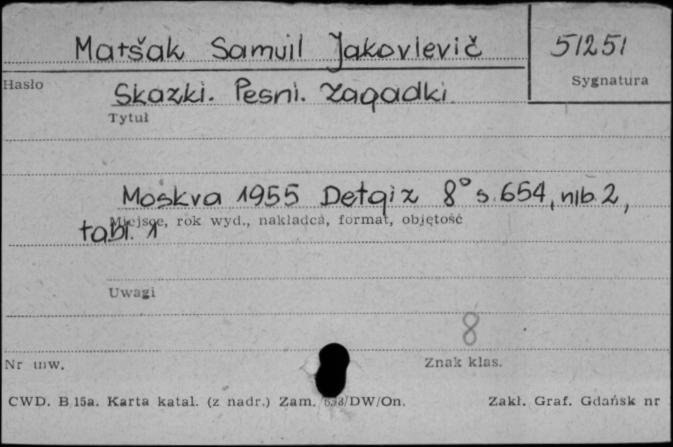 Maršak Samuil Jakovlevič 51251
Hasło Sygnatura
Skazki. Pesni. Zagadki.
Tytuł
Moskva 1955 Detgiz 8° s. 654, nlb. 2,
Miejsce, rok wyd., nakładca, format, objętość
tabl. 1
Uwagi
8
Nr inw. Znak klas.
CWD. B 15a. Karta katal. (z nadr.) Zam. /DW/On. Zakł. Graf. Gdańsk nr